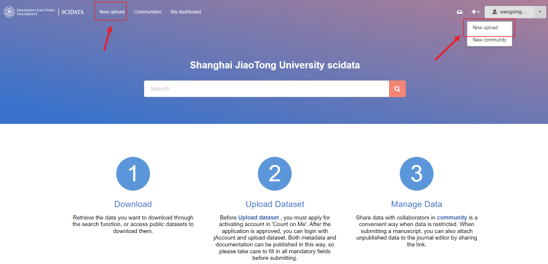 SHANGHAI JIAO TONG UNIVERSITY | SCIDATA
New upload Communities My dashboard
wangxing...
New upload
New community
Shanghai JiaoTong University scidata
Search
1 2 3
Download
Retrieve the data you want to download through
the search function, or access public datasets to
download them.
Upload Dataset
Before Upload dataset , you must apply for
activating account in 'Count on Me'. After the
application is approved, you can login with
jAccount and upload dataset. Both metadata and
documentation can be published in this way, so
please take care to fill in all mandatory fields
before submitting.
Manage Data
Share data with collaborators in community is a
convenient way when data is restricted. When
submitting a manuscript, you can also attach
unpublished data to the journal editor by sharing
the link.